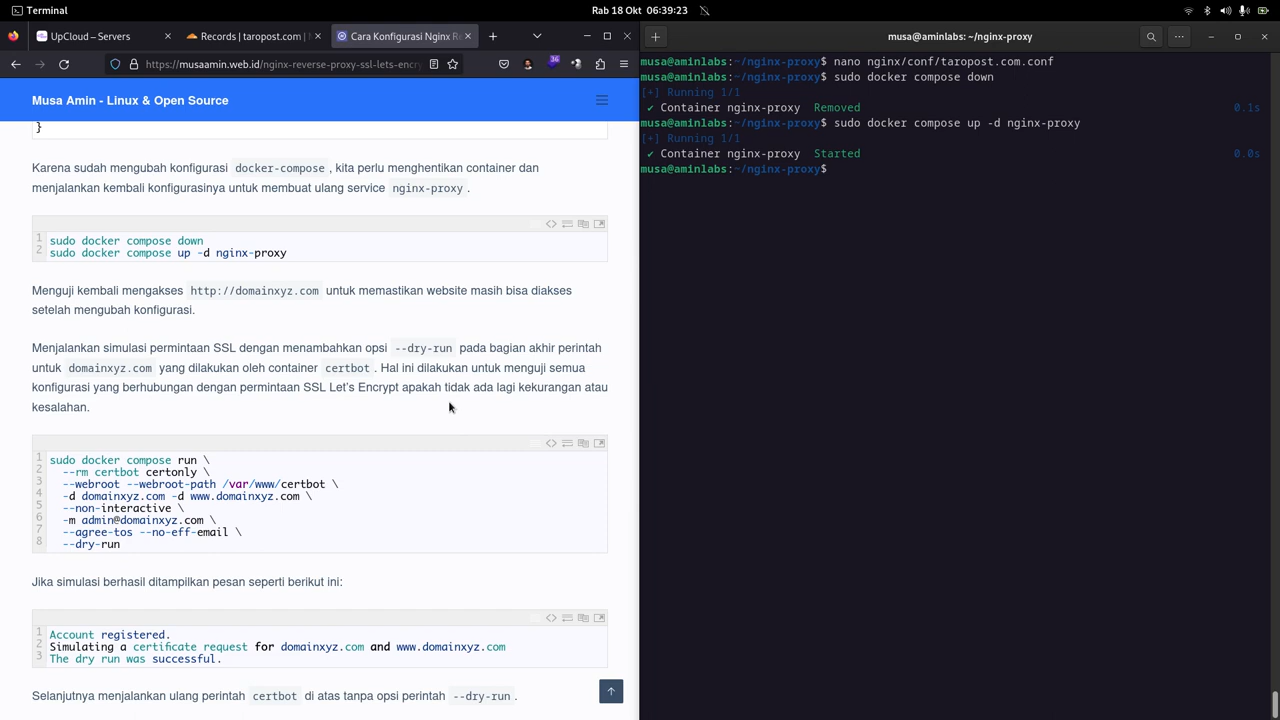 Terminal
Rab 18 Okt 06:39:23
UpCloud – Servers
Records | taropost.com |
Cara Konfigurasi Nginx Re
https://musaamin.web.id/nginx-reverse-proxy-ssl-lets-encry
36
Musa Amin - Linux & Open Source
}
Karena sudah mengubah konfigurasi docker-compose, kita perlu menghentikan container dan
menjalankan kembali konfigurasinya untuk membuat ulang service nginx-proxy.
1 sudo docker compose down
2 sudo docker compose up -d nginx-proxy
Menguji kembali mengakses http://domainxyz.com untuk memastikan website masih bisa diakses
setelah mengubah konfigurasi.
Menjalankan simulasi permintaan SSL dengan menambahkan opsi --dry-run pada bagian akhir perintah
untuk domainxyz.com yang dilakukan oleh container certbot. Hal ini dilakukan untuk menguji semua
konfigurasi yang berhubungan dengan permintaan SSL Let's Encrypt apakah tidak ada lagi kekurangan atau
kesalahan.
1 sudo docker compose run \
2 --rm certbot certonly \
3 --webroot --webroot-path /var/www/certbot \
4 -d domainxyz.com -d www.domainxyz.com \
5 --non-interactive \
6 -m admin@domainxyz.com \
7 --agree-tos --no-eff-email \
8 --dry-run
Jika simulasi berhasil ditampilkan pesan seperti berikut ini:
1 Account registered.
2 Simulating a certificate request for domainxyz.com and www.domainxyz.com
3 The dry run was successful.
Selanjutnya menjalankan ulang perintah certbot di atas tanpa opsi perintah --dry-run.
musa@aminlabs: ~/nginx-proxy
musa@aminlabs:~/nginx-proxy$ nano nginx/conf/taropost.com.conf
musa@aminlabs:~/nginx-proxy$ sudo docker compose down
[+] Running 1/1
✔ Container nginx-proxy Removed 0.1s
musa@aminlabs:~/nginx-proxy$ sudo docker compose up -d nginx-proxy
[+] Running 1/1
✔ Container nginx-proxy Started 0.0s
musa@aminlabs:~/nginx-proxy$